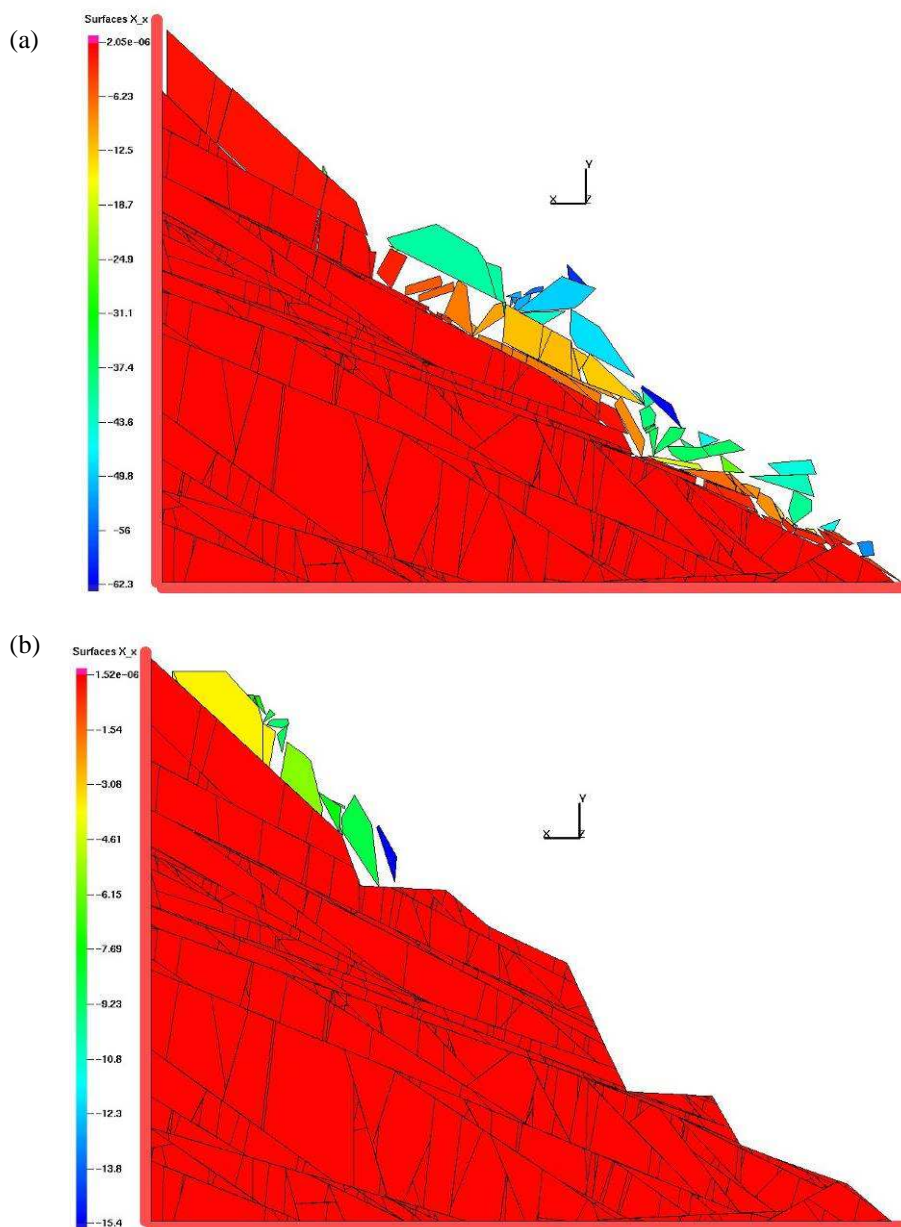 (a)
Surfaces X_x
2.05e-06
-6.23
-12.5
-18.7
-24.9
-31.1
-37.4
-43.6
-49.8
-56
-62.3
Y
X Z
(b)
Surfaces X_x
1.52e-06
-1.54
-3.08
-4.61
-6.15
-7.69
-9.23
-10.8
-12.3
-13.8
-15.4
Y
X Z